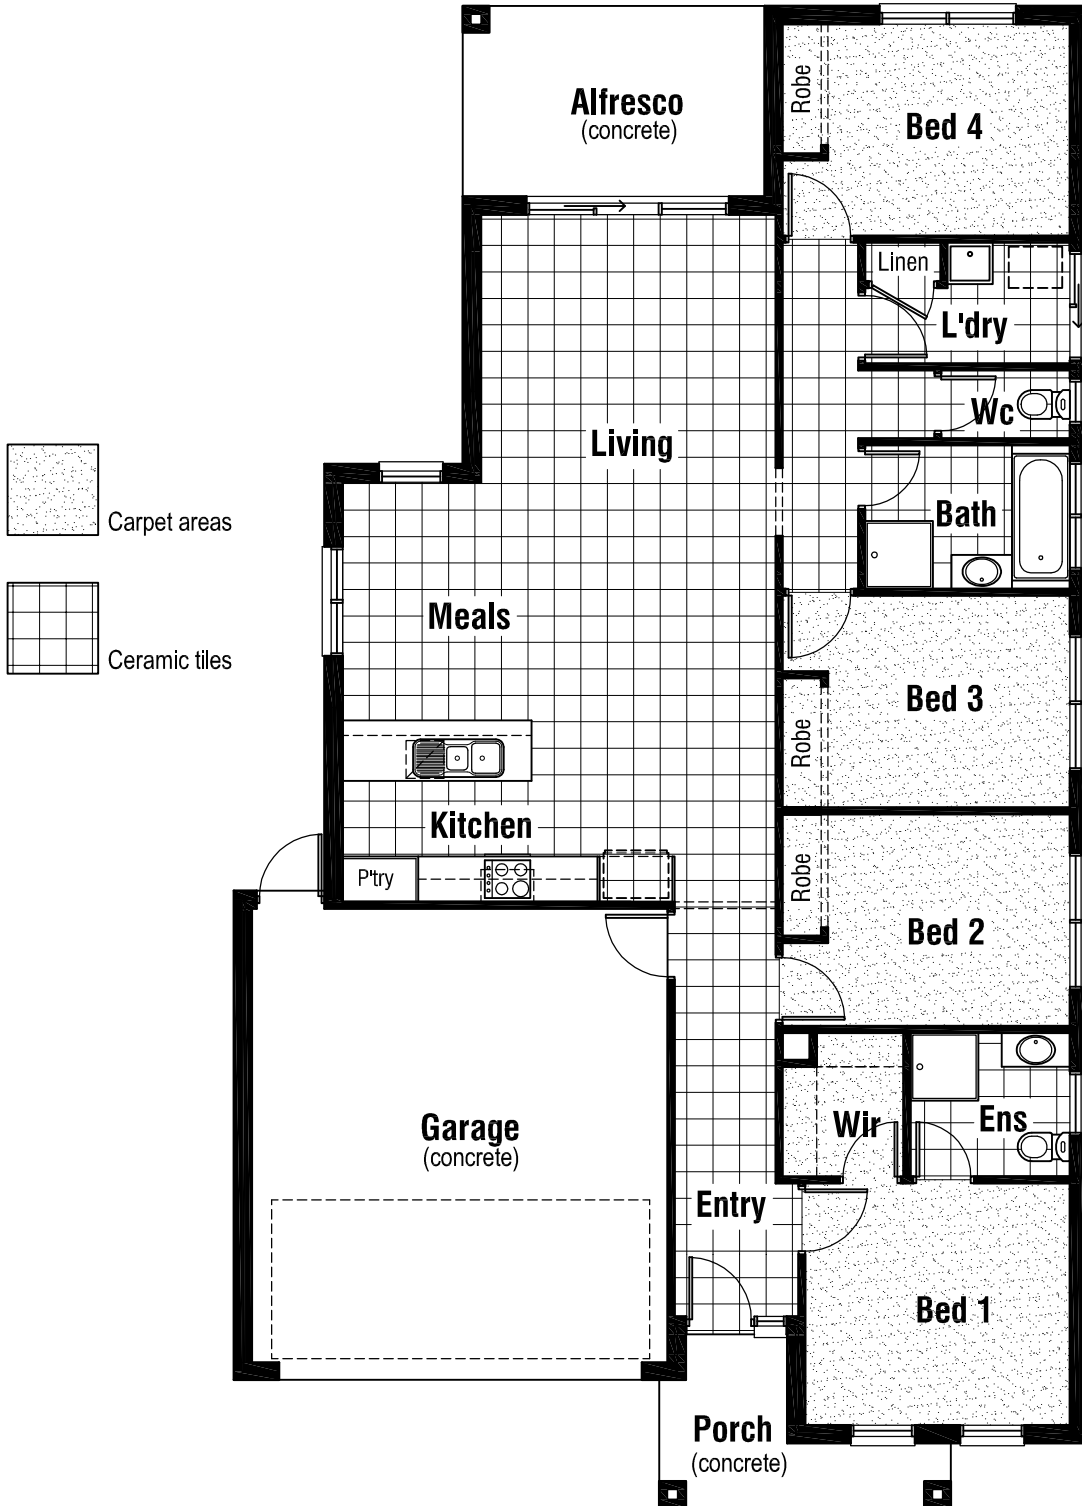 Alfresco
(concrete)
Robe
Bed 4
Linen
L'dry
Wc
Living
Carpet areas
Bath
Meals
Ceramic tiles
Bed 3
Robe
Kitchen
P'try
Robe
Bed 2
Garage
(concrete)
Wir
Ens
Entry
Bed 1
Porch
(concrete)